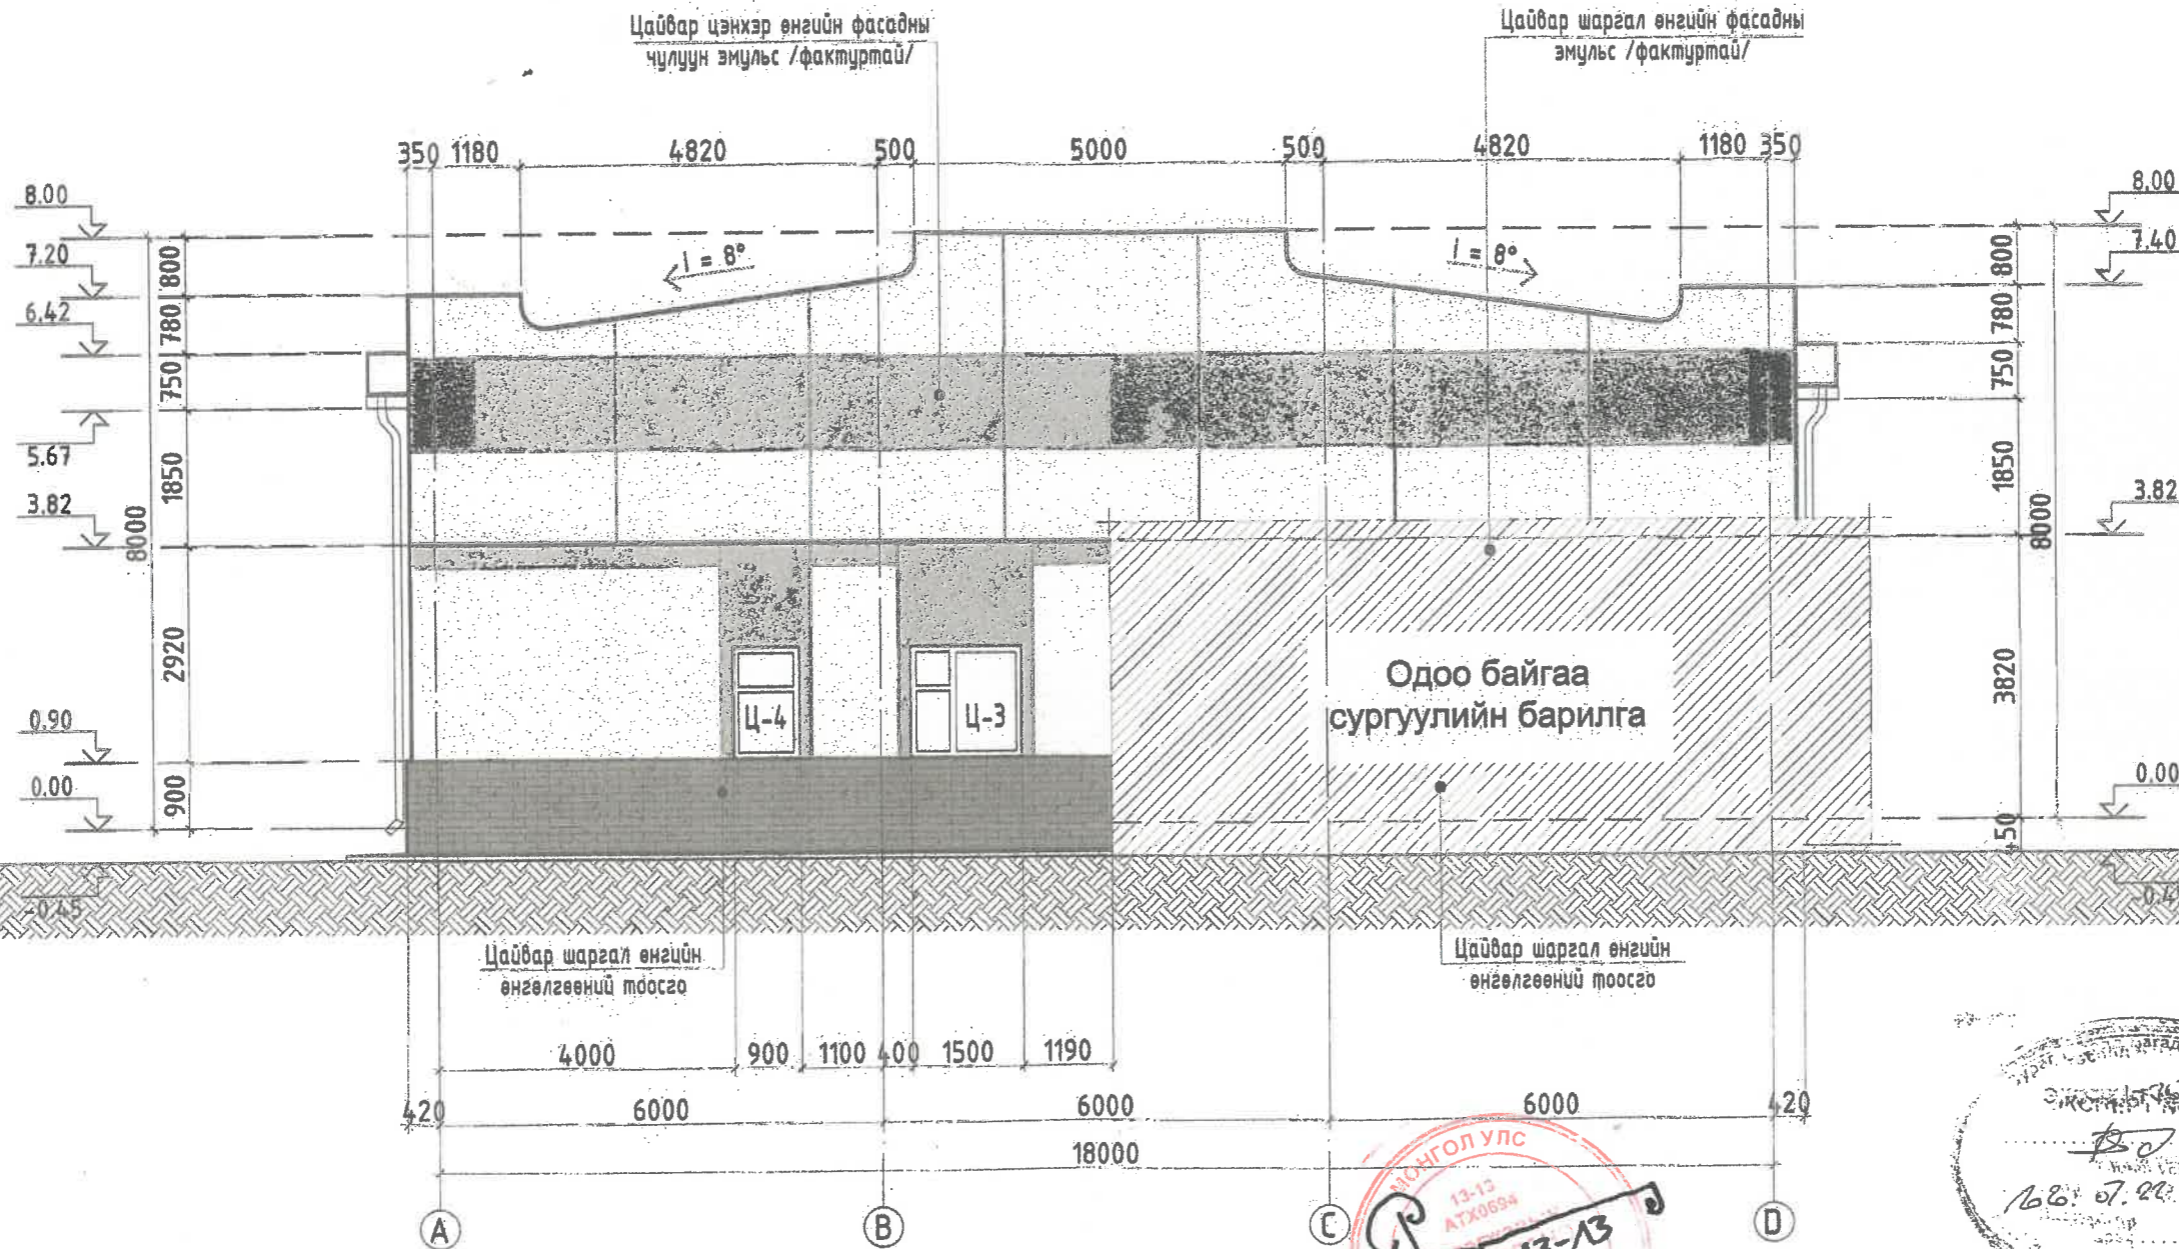 Цайвар цэнхэр өнгийн фасадны
чулуун эмульс /фактуртай/
Цайвар шаргал өнгийн фасадны
эмульс /фактуртай/
350 1180 4820 500 5000 500 4820 1180 350
8.00
7.20
6.42
5.67
3.82
0.90
0.00
-0.45
800
780
750
1850
2920
900
8000
i = 8°
i = 8°
8.00
7.40
3.82
0.00
800
780
750
1850
3820
450
8000
Ц-4
Ц-3
Одоо байгаа
сургуулийн барилга
Цайвар шаргал өнгийн
өнгөлгөөний тоосго
Цайвар шаргал өнгийн
өнгөлгөөний тоосго
4000 900 1100 400 1500 1190
420 6000 6000 6000 420
18000
A B C D
МОНГОЛ УЛС
13-13
АТХ0694